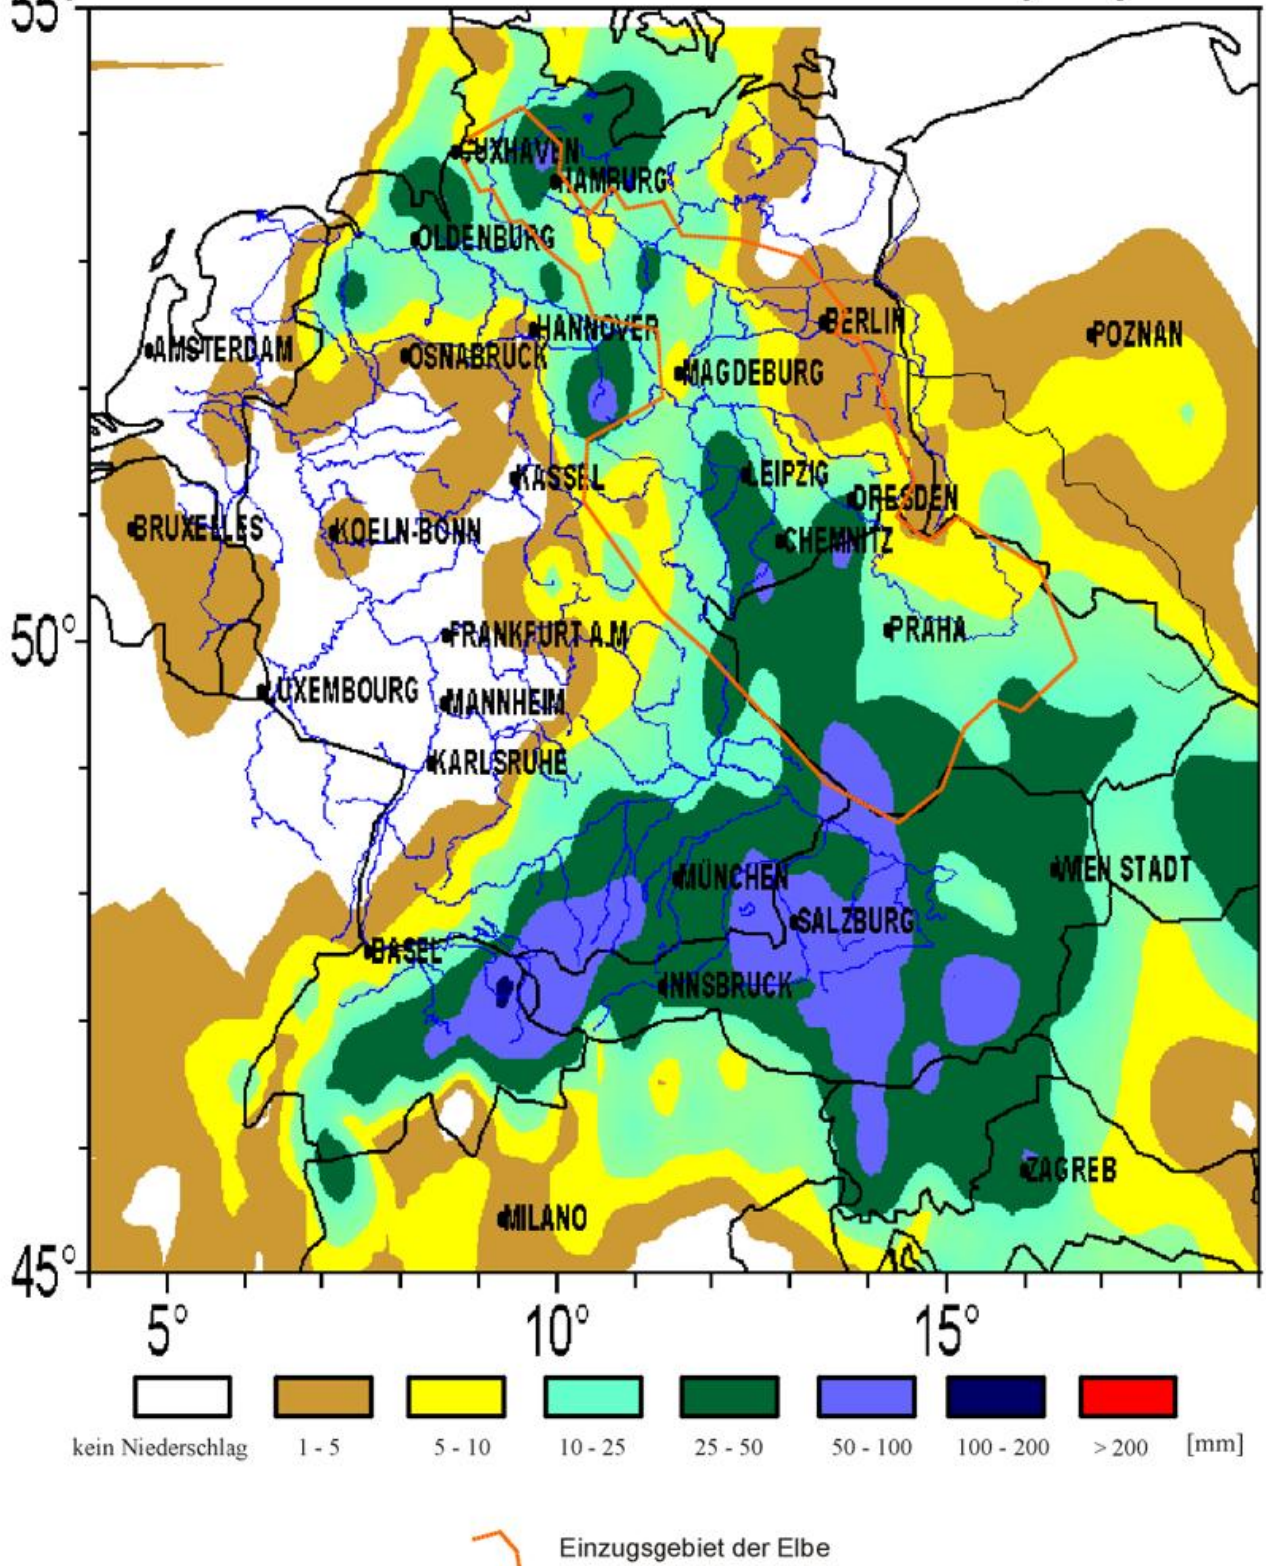 55°
CUXHAVEN
HAMBURG
OLDENBURG
BERLIN
HANNOVER
POZNAN
AMSTERDAM
OSNABRUCK
MAGDEBURG
KASSEL
LEIPZIG
DRESDEN
BRUXELLES
KOELN-BONN
CHEMNITZ
50°
FRANKFURT A.M
PRAHA
LUXEMBOURG
MANNHEIM
KARLSRUHE
MÜNCHEN
WIEN STADT
SALZBURG
BASEL
INNSBRUCK
ZAGREB
MILANO
45°
5° 10° 15°
kein Niederschlag 1 - 5 5 - 10 10 - 25 25 - 50 50 - 100 100 - 200 > 200 [mm]
Einzugsgebiet der Elbe